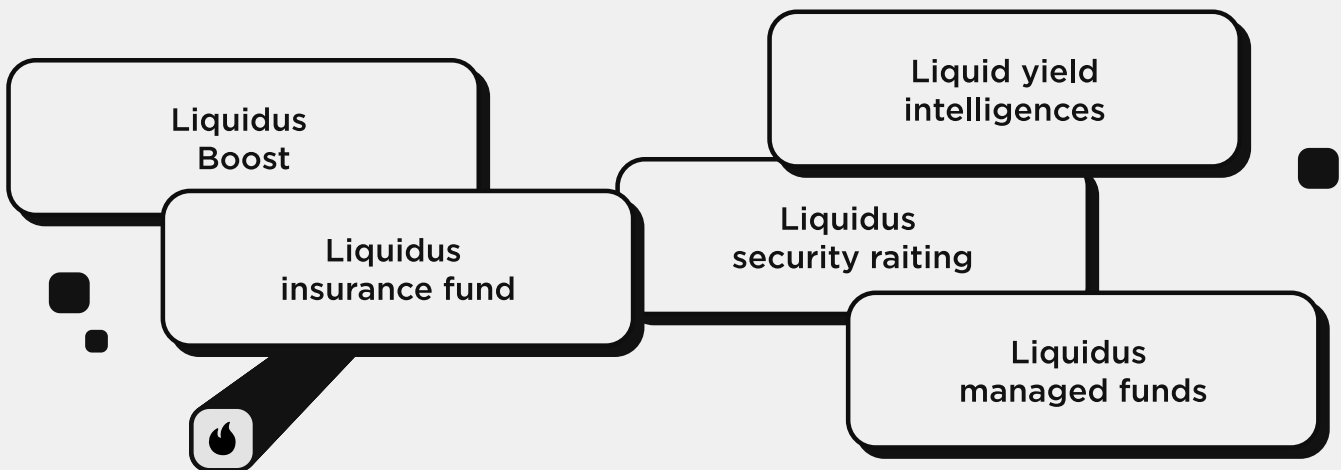 Liquidus
Boost
Liquidus
insurance fund
Liquid yield
intelligences
Liquidus
security raiting
Liquidus
managed funds